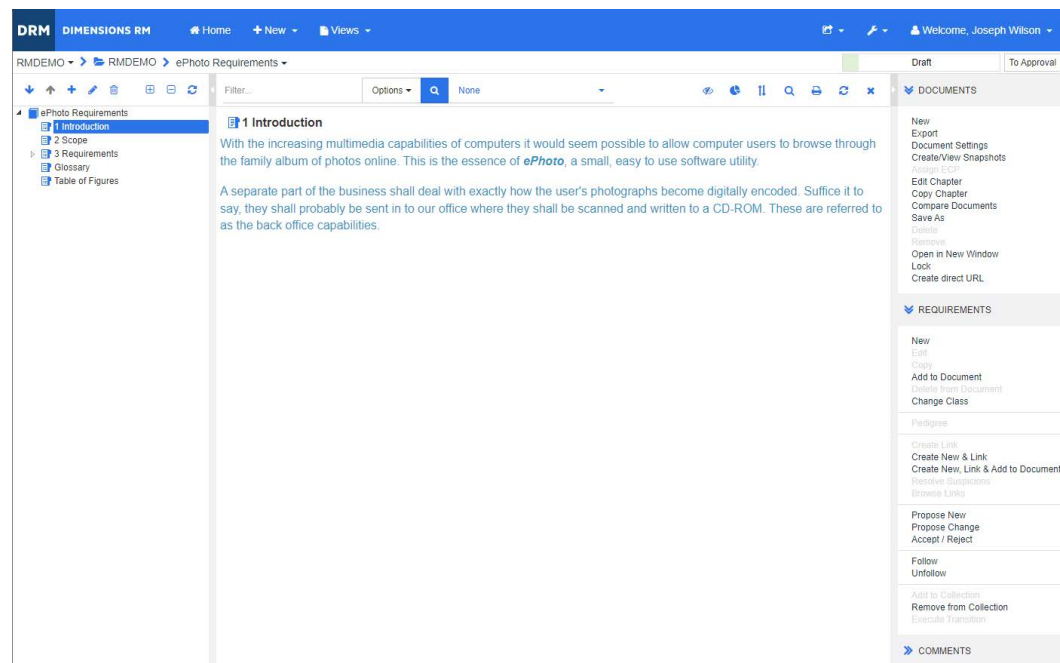 DRM DIMENSIONS RM Home New Views Welcome, Joseph Wilson
RMDEMO RMDEMO ePhoto Requirements Draft To Approval
ePhoto Requirements
1 Introduction
2 Scope
3 Requirements
Glossary
Table of Figures
Filter... Options None
1 Introduction
With the increasing multimedia capabilities of computers it would seem possible to allow computer users to browse through
the family album of photos online. This is the essence of ePhoto, a small, easy to use software utility.
A separate part of the business shall deal with exactly how the user's photographs become digitally encoded. Suffice it to
say, they shall probably be sent in to our office where they shall be scanned and written to a CD-ROM. These are referred to
as the back office capabilities.
DOCUMENTS
New
Export
Document Settings
Create/View Snapshots
Assign ECP
Edit Chapter
Copy Chapter
Compare Documents
Save As
Delete
Remove
Open in New Window
Lock
Create direct URL
REQUIREMENTS
New
Edit
Copy
Add to Document
Delete from Document
Change Class
Pedigree
Create Link
Create New & Link
Create New, Link & Add to Document
Resolve Suspicions
Browse Links
Propose New
Propose Change
Accept / Reject
Follow
Unfollow
Add to Collection
Remove from Collection
Execute Transition
COMMENTS